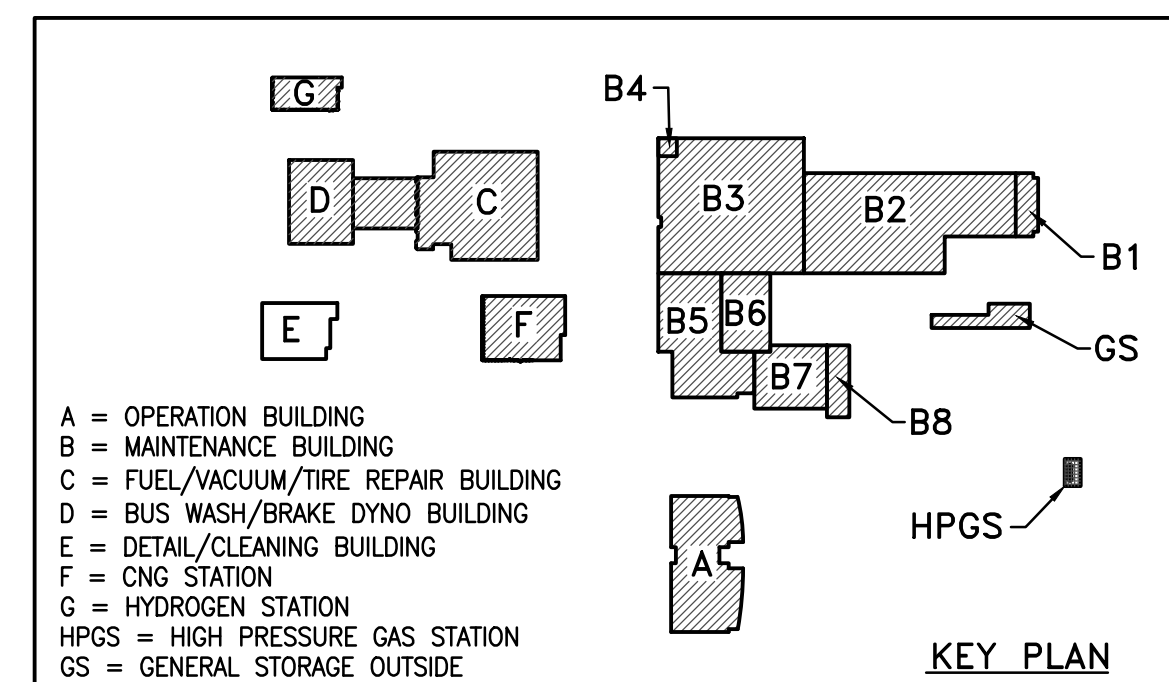 G
B4
D
C
B3
B2
B1
E
F
B5
B6
GS
B7
B8
A = OPERATION BUILDING
B = MAINTENANCE BUILDING
C = FUEL/VACUUM/TIRE REPAIR BUILDING
D = BUS WASH/BRAKE DYNO BUILDING
E = DETAIL/CLEANING BUILDING
F = CNG STATION
G = HYDROGEN STATION
HPGS = HIGH PRESSURE GAS STATION
GS = GENERAL STORAGE OUTSIDE
HPGS
A
KEY PLAN